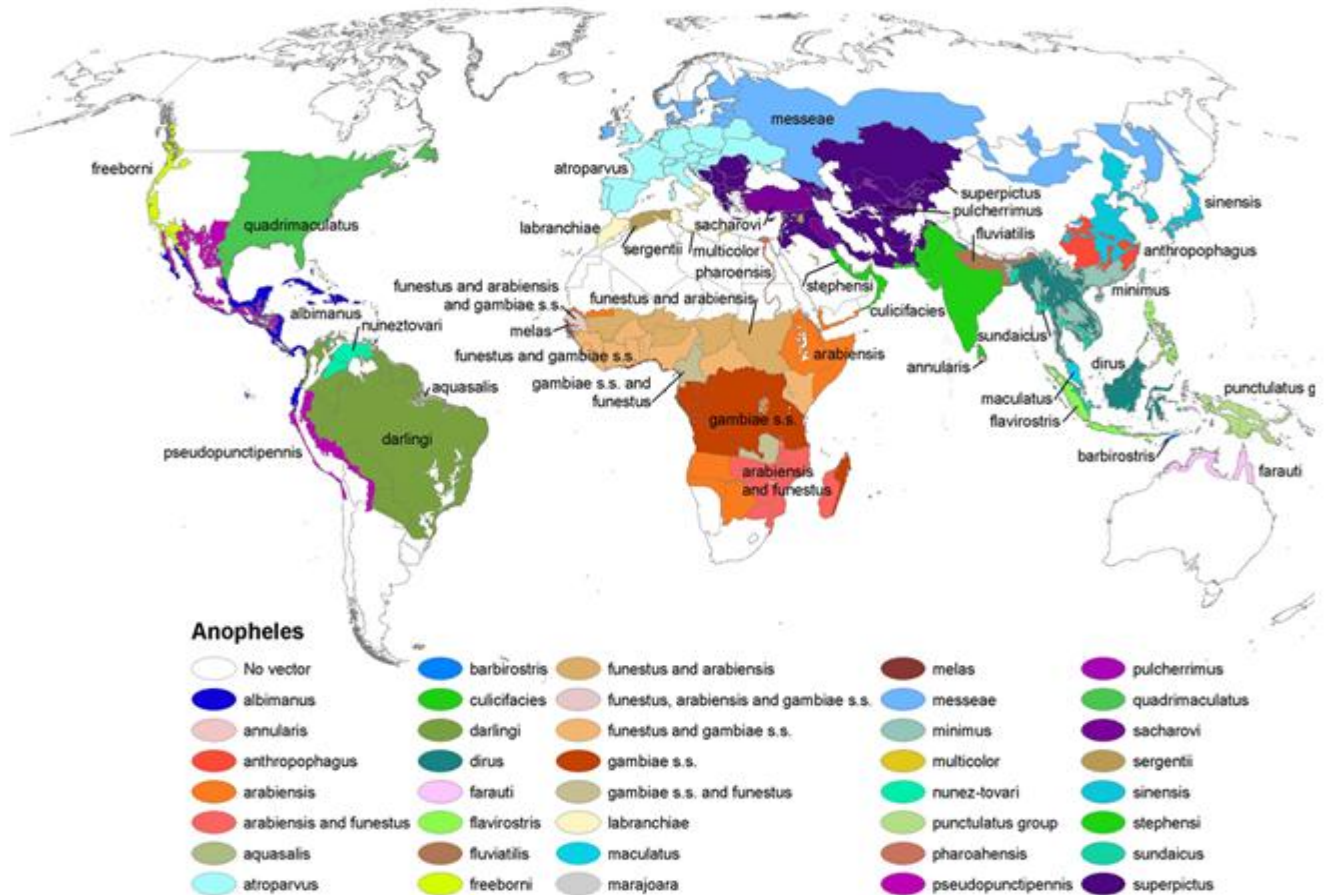 messeae
freeborni
atroparvus
superpictus
pulcherrimus
sinensis
quadrimaculatus
labranchiae
sacharovi
fluviatilis
anthropophagus
sergentii
multicolor
pharoensis
stephensi
minimus
funestus and arabiensis
and gambiae s.s.
funestus and arabiensis
culicifacies
albimanus
nuneztovari
melas
sundaicus
funestus and gambiae s.s.
arabiensis
annularis
dirus
aquasalis
gambiae s.s. and
funestus
maculatus
punctulatus g
gambiae s.s.
flavirostris
darlingi
pseudopunctipennis
barbirostris
arabiensis
and funestus
farauti
Anopheles
No vector
albimanus
annularis
anthropophagus
arabiensis
arabiensis and funestus
aquasalis
atroparvus
barbirostris
culicifacies
darlingi
dirus
farauti
flavirostris
fluviatilis
freeborni
funestus and arabiensis
funestus, arabiensis and gambiae s.s.
funestus and gambiae s.s.
gambiae s.s.
gambiae s.s. and funestus
labranchiae
maculatus
marajoara
melas
messeae
minimus
multicolor
nunez-tovari
punctulatus group
pharoahensis
pseudopunctipennis
pulcherrimus
quadrimaculatus
sacharovi
sergentii
sinensis
stephensi
sundaicus
superpictus